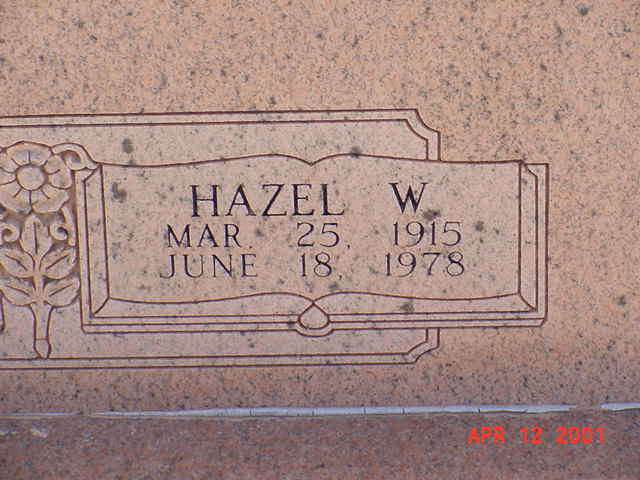 HAZEL W
MAR. 25, 1915
JUNE 18, 1978
APR 12 2001